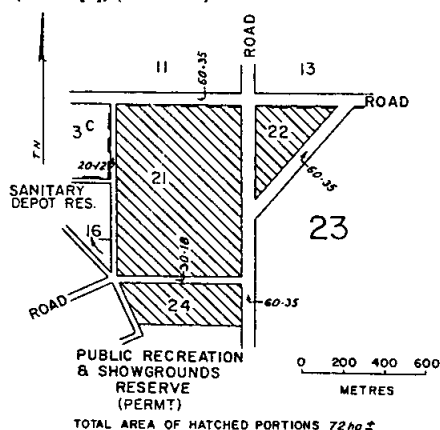 ROAD
11
13
60·35
ROAD
3C
22
T.N
20·12
21
60·35
SANITARY
DEPOT RES.
23
16
30·18
ROAD
24
60·35
PUBLIC RECREATION
& SHOWGROUNDS
RESERVE
(PERMT)
0 200 400 600
METRES
TOTAL AREA OF HATCHED PORTIONS 72ha±